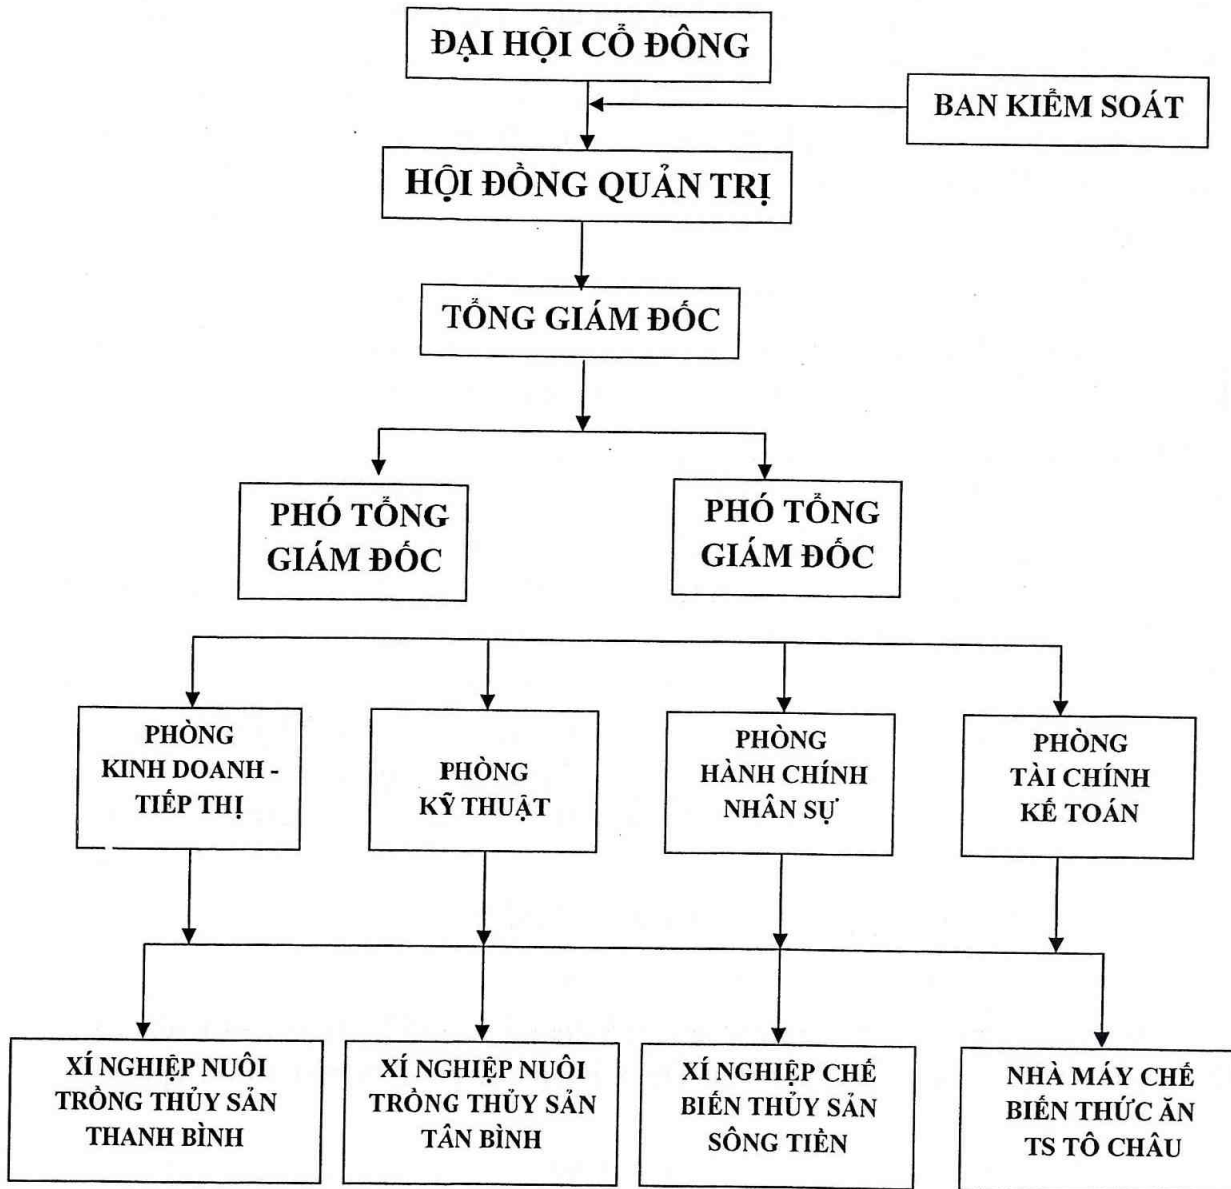 ĐẠI HỘI CỔ ĐÔNG
BAN KIỂM SOÁT
HỘI ĐỒNG QUẢN TRỊ
TỔNG GIÁM ĐỐC
PHÓ TỔNG
GIÁM ĐỐC
PHÓ TỔNG
GIÁM ĐỐC
PHÒNG
KINH DOANH -
TIẾP THỊ
PHÒNG
KỸ THUẬT
PHÒNG
HÀNH CHÍNH
NHÂN SỰ
PHÒNG
TÀI CHÍNH
KẾ TOÁN
XÍ NGHIỆP NUÔI
TRỒNG THỦY SẢN
THANH BÌNH
XÍ NGHIỆP NUÔI
TRỒNG THỦY SẢN
TÂN BÌNH
XÍ NGHIỆP CHẾ
BIẾN THỦY SẢN
SÔNG TIỀN
NHÀ MÁY CHẾ
BIẾN THỨC ĂN
TS TÔ CHÂU